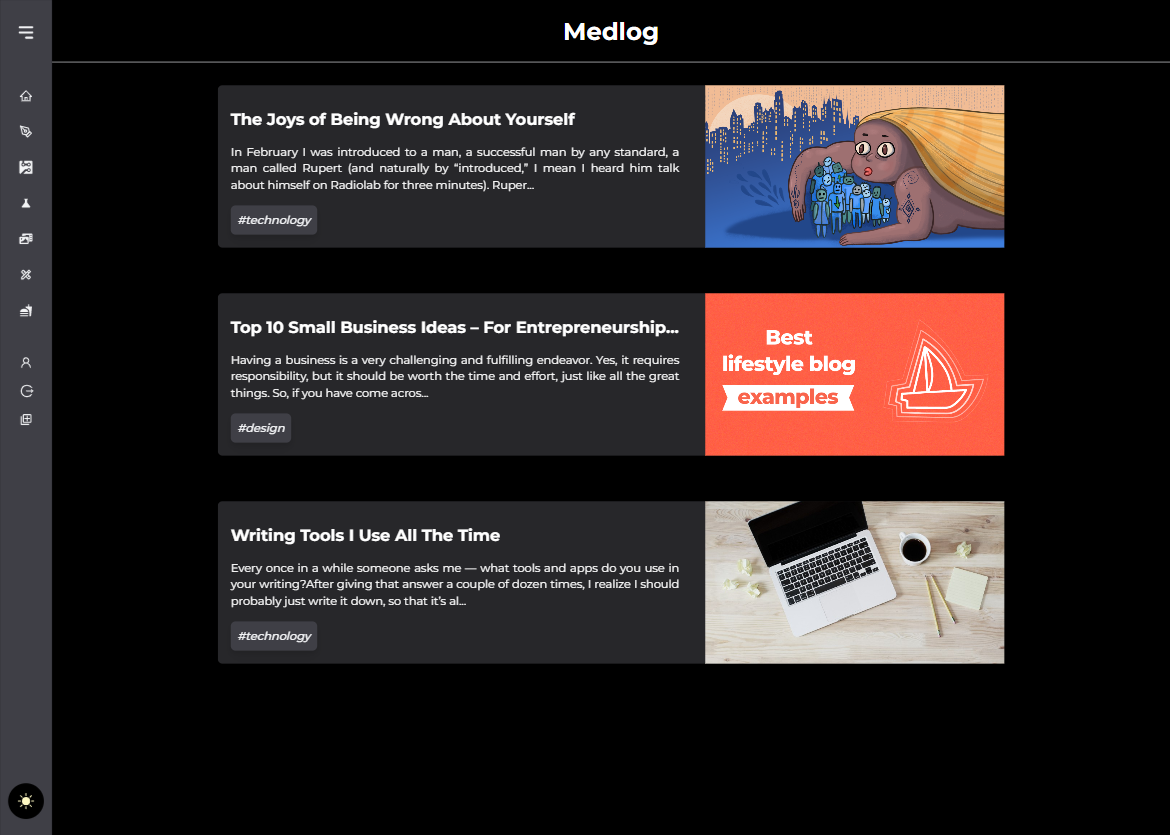 Medlog
The Joys of Being Wrong About Yourself
In February I was introduced to a man, a successful man by any standard, a
man called Rupert (and naturally by “introduced,” I mean I heard him talk
about himself on Radiolab for three minutes). Ruper...
#technology
Top 10 Small Business Ideas – For Entrepreneurship...
Having a business is a very challenging and fulfilling endeavor. Yes, it requires
responsibility, but it should be worth the time and effort, just like all the great
things. So, if you have come acros...
#design
Best
lifestyle blog
examples
Writing Tools I Use All The Time
Every once in a while someone asks me — what tools and apps do you use in
your writing?After giving that answer a couple of dozen times, I realize I should
probably just write it down, so that it’s al...
#technology